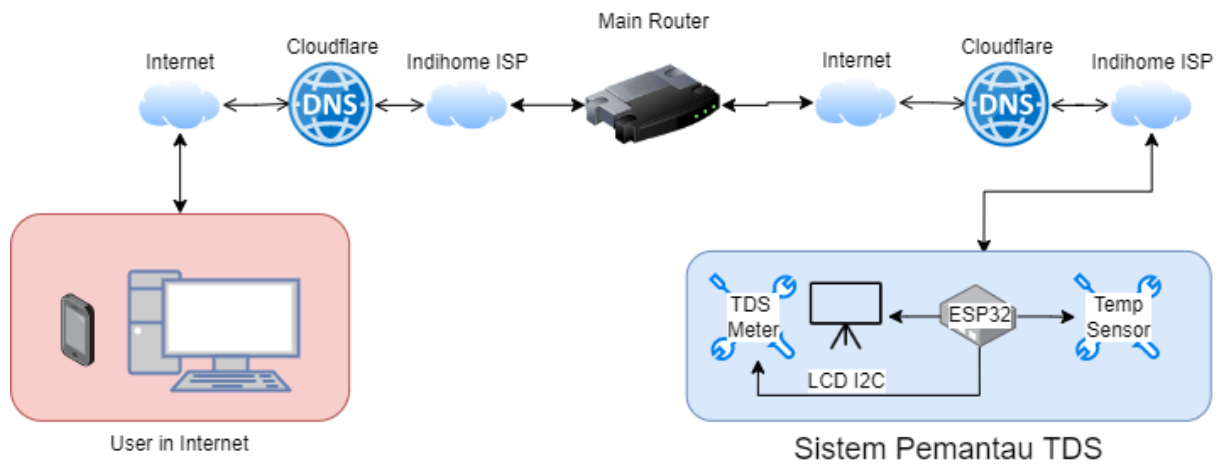 Main Router
Internet
Cloudflare
Indihome ISP
Internet
Cloudflare
Indihome ISP
DNS
DNS
TDS
Meter
ESP32
Temp
Sensor
LCD I2C
User in Internet
Sistem Pemantau TDS